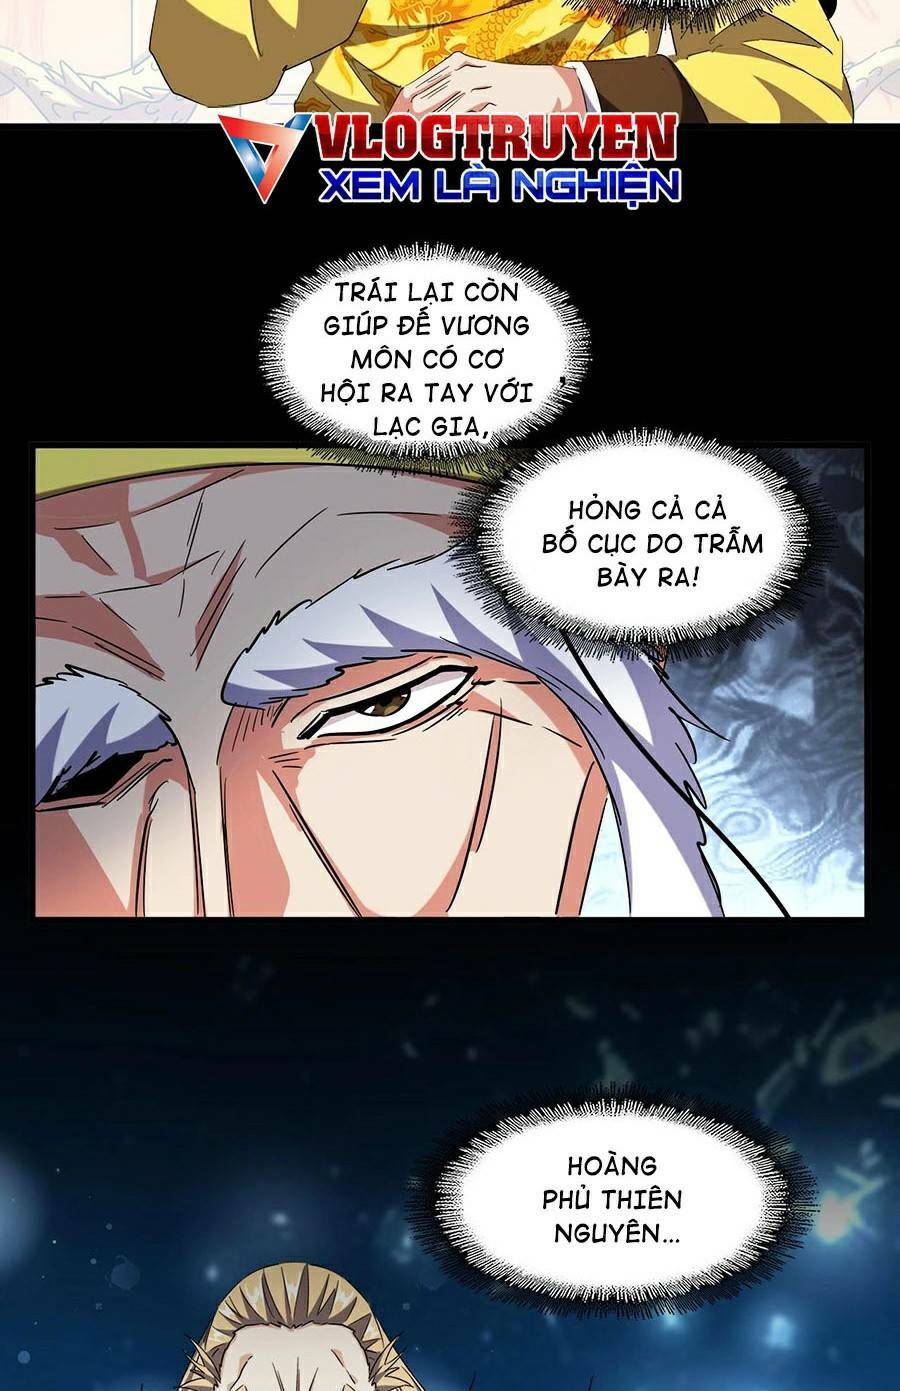 VLOGTRUYEN
XEM LÀ NGHIỆN
TRÁI LẠI CÒN
GIÚP ĐẾ VƯƠNG
MÔN CÓ CƠ
HỘI RA TAY VỚI
LẠC GIA,
HỎNG CẢ CẢ
BỐ CỤC DO TRẪM
BÀY RA!
HOÀNG
PHỦ THIÊN
NGUYÊN...